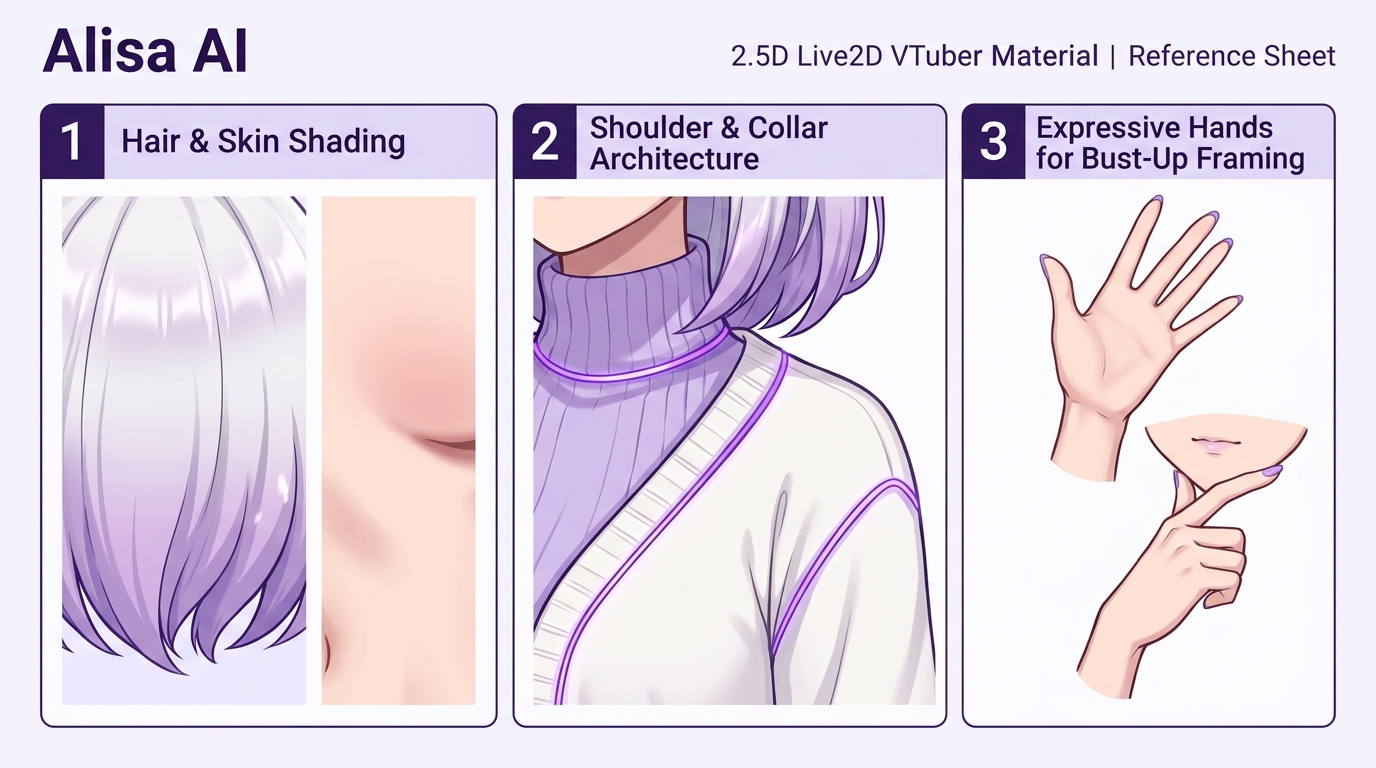 Alisa AI
2.5D Live2D VTuber Material | Reference Sheet
1
Hair & Skin Shading
2
Shoulder & Collar
Architecture
3
Expressive Hands
for Bust-Up Framing